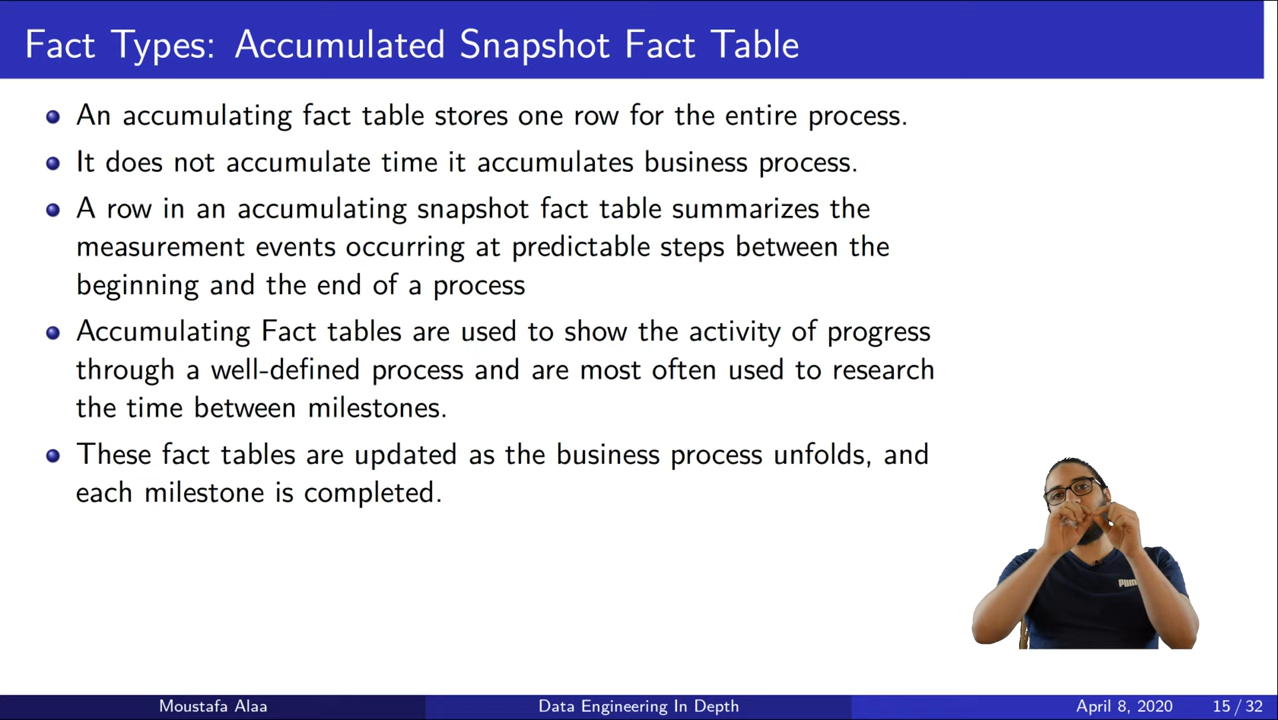 Fact Types: Accumulated Snapshot Fact Table
An accumulating fact table stores one row for the entire process.
It does not accumulate time it accumulates business process.
A row in an accumulating snapshot fact table summarizes the
measurement events occurring at predictable steps between the
beginning and the end of a process
Accumulating Fact tables are used to show the activity of progress
through a well-defined process and are most often used to research
the time between milestones.
These fact tables are updated as the business process unfolds, and
each milestone is completed.
PUMA
Moustafa Alaa
Data Engineering In Depth
April 8, 2020
15 / 32